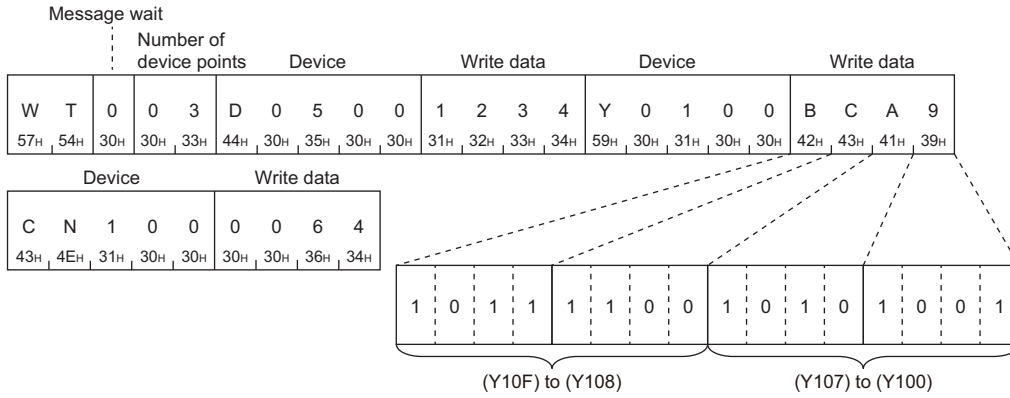 Message wait
Number of
device points Device Write data Device Write data
W T 0 0 3 D 0 5 0 0 1 2 3 4 Y 0 1 0 0 B C A 9
57H 54H 30H 30H 33H 44H 30H 35H 30H 30H 31H 32H 33H 34H 59H 30H 31H 30H 30H 42H 43H 41H 39H
Device Write data
C N 1 0 0 0 0 6 4
43H 4EH 31H 30H 30H 30H 30H 36H 34H
1 0 1 1 1 1 0 0 1 0 1 0 1 0 0 1
(Y10F) to (Y108) (Y107) to (Y100)